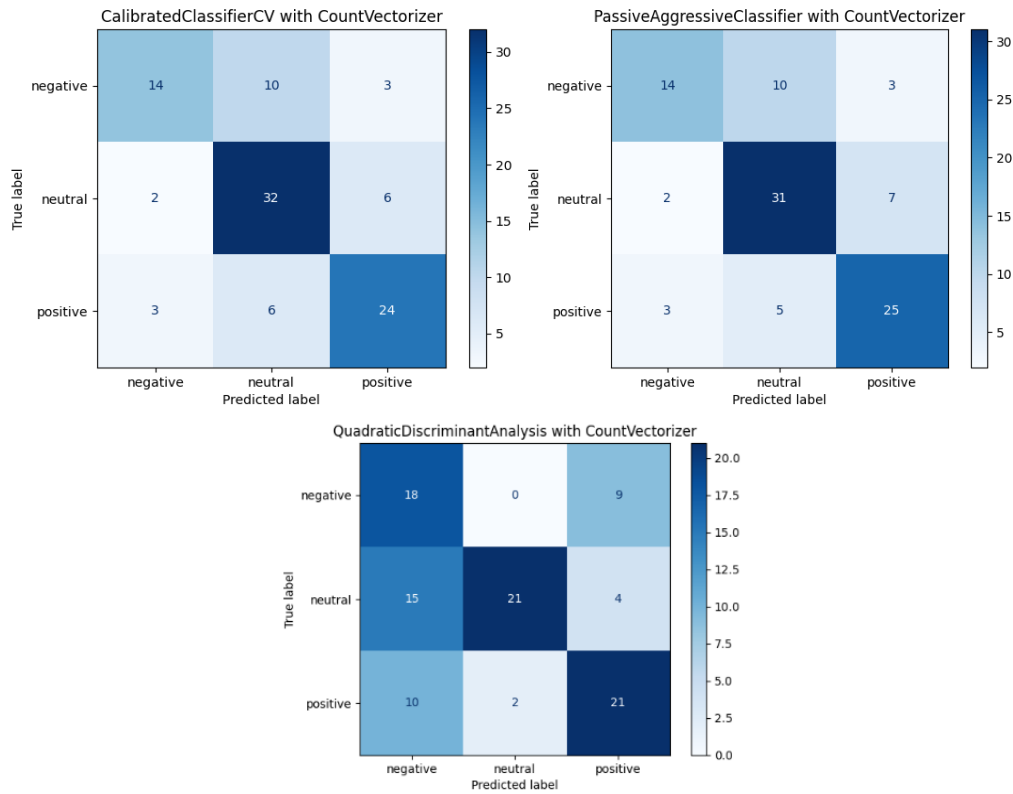 CalibratedClassifierCV with CountVectorizer
True label
negative
neutral
positive
14 10 3
2 32 6
3 6 24
negative neutral positive
Predicted label
30
25
20
15
10
5
PassiveAggressiveClassifier with CountVectorizer
True label
negative
neutral
positive
14 10 3
2 31 7
3 5 25
negative neutral positive
Predicted label
30
25
20
15
10
5
QuadraticDiscriminantAnalysis with CountVectorizer
True label
negative
neutral
positive
18 0 9
15 21 4
10 2 21
negative neutral positive
Predicted label
20.0
17.5
15.0
12.5
10.0
7.5
5.0
2.5
0.0